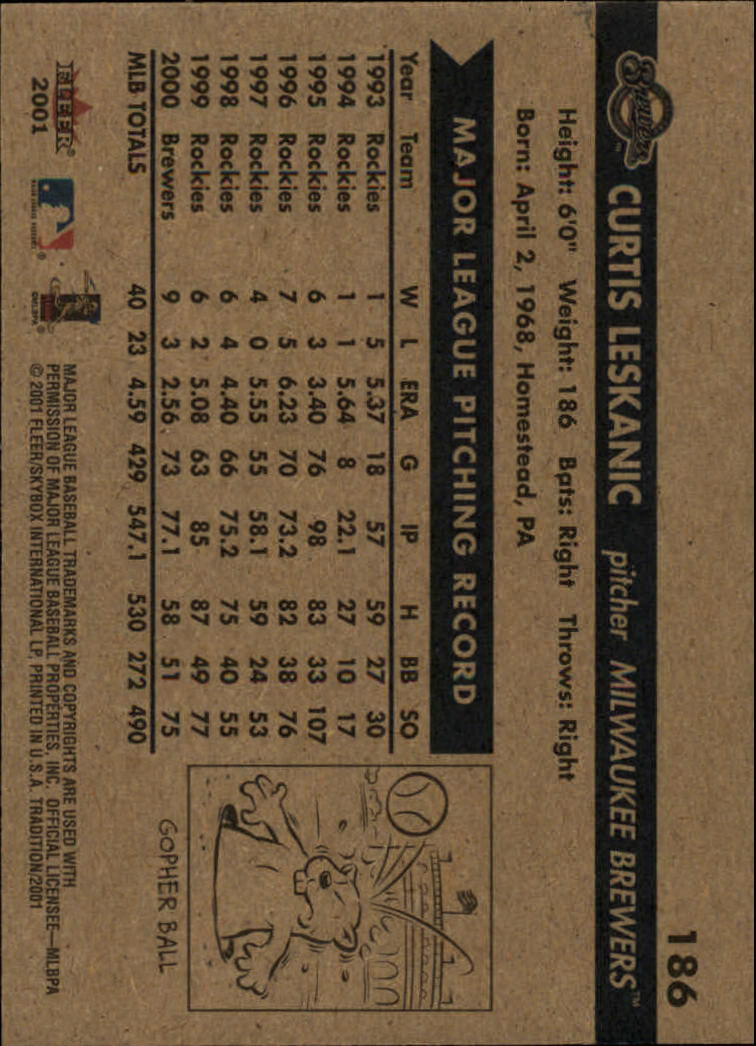 186
Brewers™ CURTIS LESKANIC pitcher MILWAUKEE BREWERS™
Height: 6'0" Weight: 186 Bats: Right Throws: Right
Born: April 2, 1968, Homestead, PA
MAJOR LEAGUE PITCHING RECORD
Year Team W L ERA G IP H BB SO
1993 Rockies 1 5 5.37 18 57 59 27 30
1994 Rockies 1 1 5.64 8 22.1 27 10 17
1995 Rockies 6 3 3.40 76 98 83 33 107
1996 Rockies 7 5 6.23 70 73.2 82 38 76
1997 Rockies 4 0 5.55 55 58.1 59 24 53
1998 Rockies 6 4 4.40 66 75.2 75 40 55
1999 Rockies 6 2 5.08 63 85 87 49 77
2000 Brewers 9 3 2.56 73 77.1 58 51 75
MLB TOTALS 40 23 4.59 429 547.1 530 272 490
GOPHER BALL
FLEER®
2001
®
©MLBPA
MAJOR LEAGUE BASEBALL TRADEMARKS AND COPYRIGHTS ARE USED WITH
PERMISSION OF MAJOR LEAGUE BASEBALL PROPERTIES, INC. OFFICIAL LICENSEE—MLBPA
© 2001 FLEER/SKYBOX INTERNATIONAL LP. PRINTED IN U.S.A. TRADITION/2001